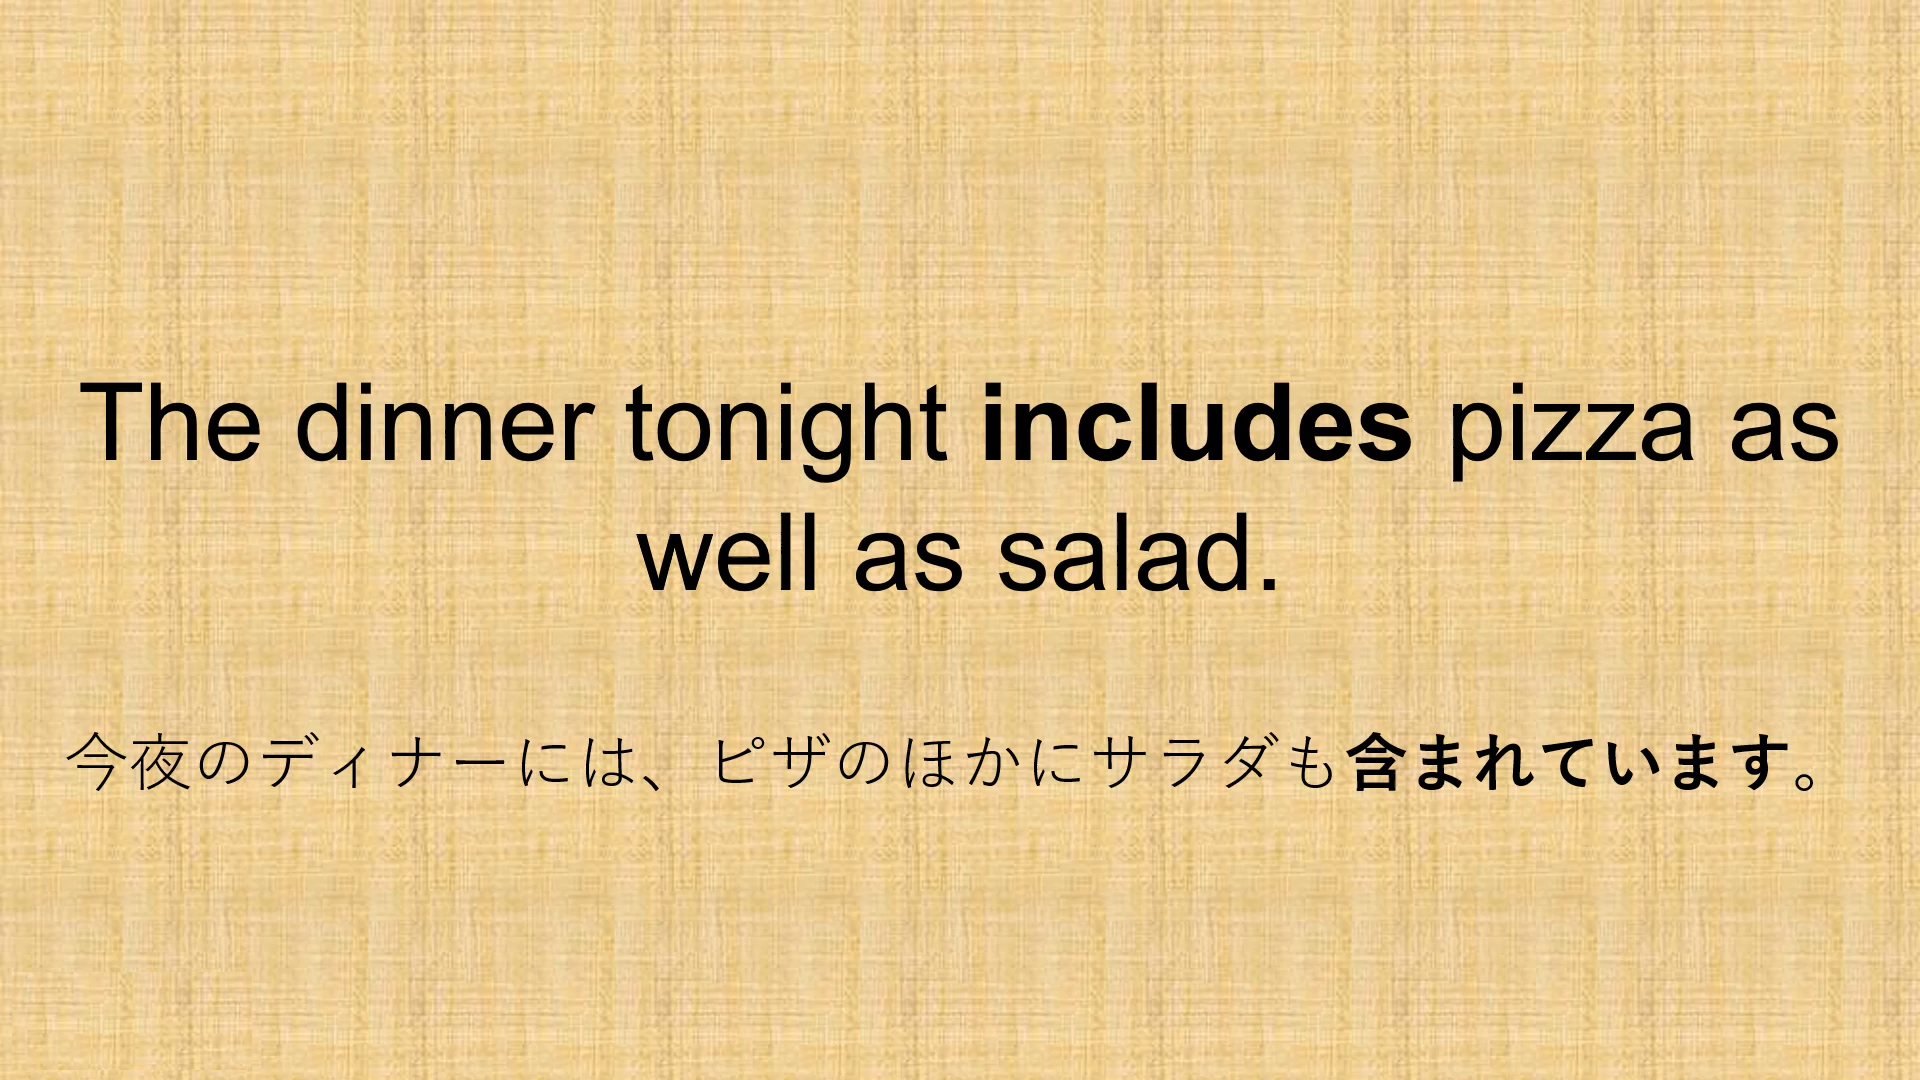 The dinner tonight includes pizza as
well as salad.
今夜のディナーには、ピザのほかにサラダも含まれています。